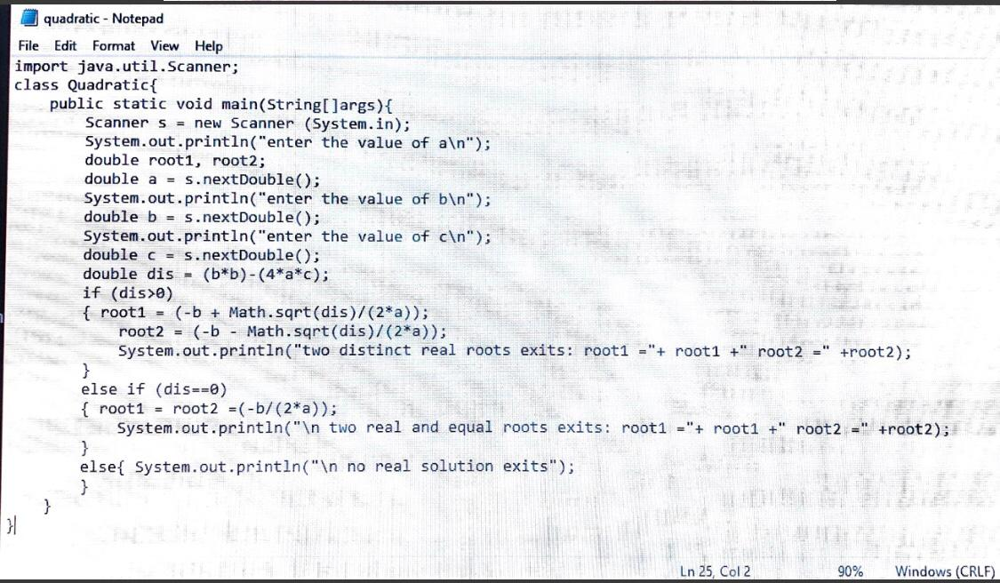 quadratic - Notepad
File Edit Format View Help
import java.util.Scanner;
class Quadratic{
public static void main(String[]args){
Scanner s = new Scanner (System.in);
System.out.println("enter the value of a\n");
double root1, root2;
double a = s.nextDouble();
System.out.println("enter the value of b\n");
double b = s.nextDouble();
System.out.println("enter the value of c\n");
double c = s.nextDouble();
double dis = (b*b)-(4*a*c);
if (dis>0)
{ root1 = (-b + Math.sqrt(dis)/(2*a));
root2 = (-b - Math.sqrt(dis)/(2*a));
System.out.println("two distinct real roots exits: root1 ="+ root1 +" root2 =" +root2);
}
else if (dis==0)
{ root1 = root2 =(-b/(2*a));
System.out.println("\n two real and equal roots exits: root1 ="+ root1 +" root2 =" +root2);
}
else{ System.out.println("\n no real solution exits");
}
}
}
Ln 25, Col 2 90% Windows (CRLF)